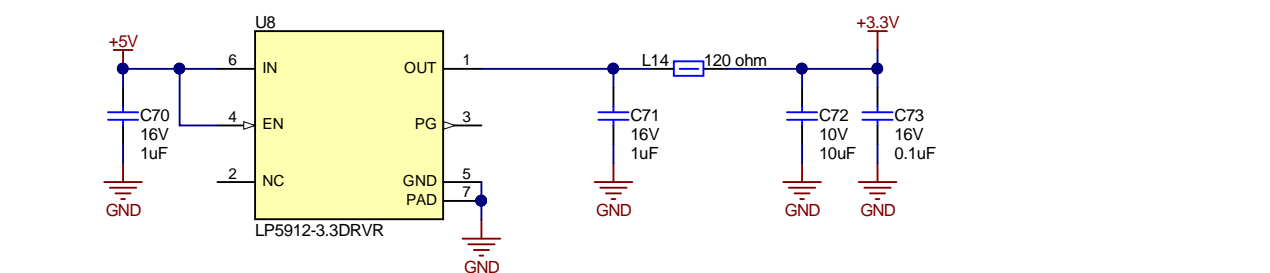 U8
+5V
+3.3V
6 IN
OUT 1
L14 120 ohm
C70
16V
1uF
4 EN
PG 3
C71
16V
1uF
C72
10V
10uF
C73
16V
0.1uF
2 NC
GND 5
PAD 7
GND
GND
GND
GND
LP5912-3.3DRVR
GND